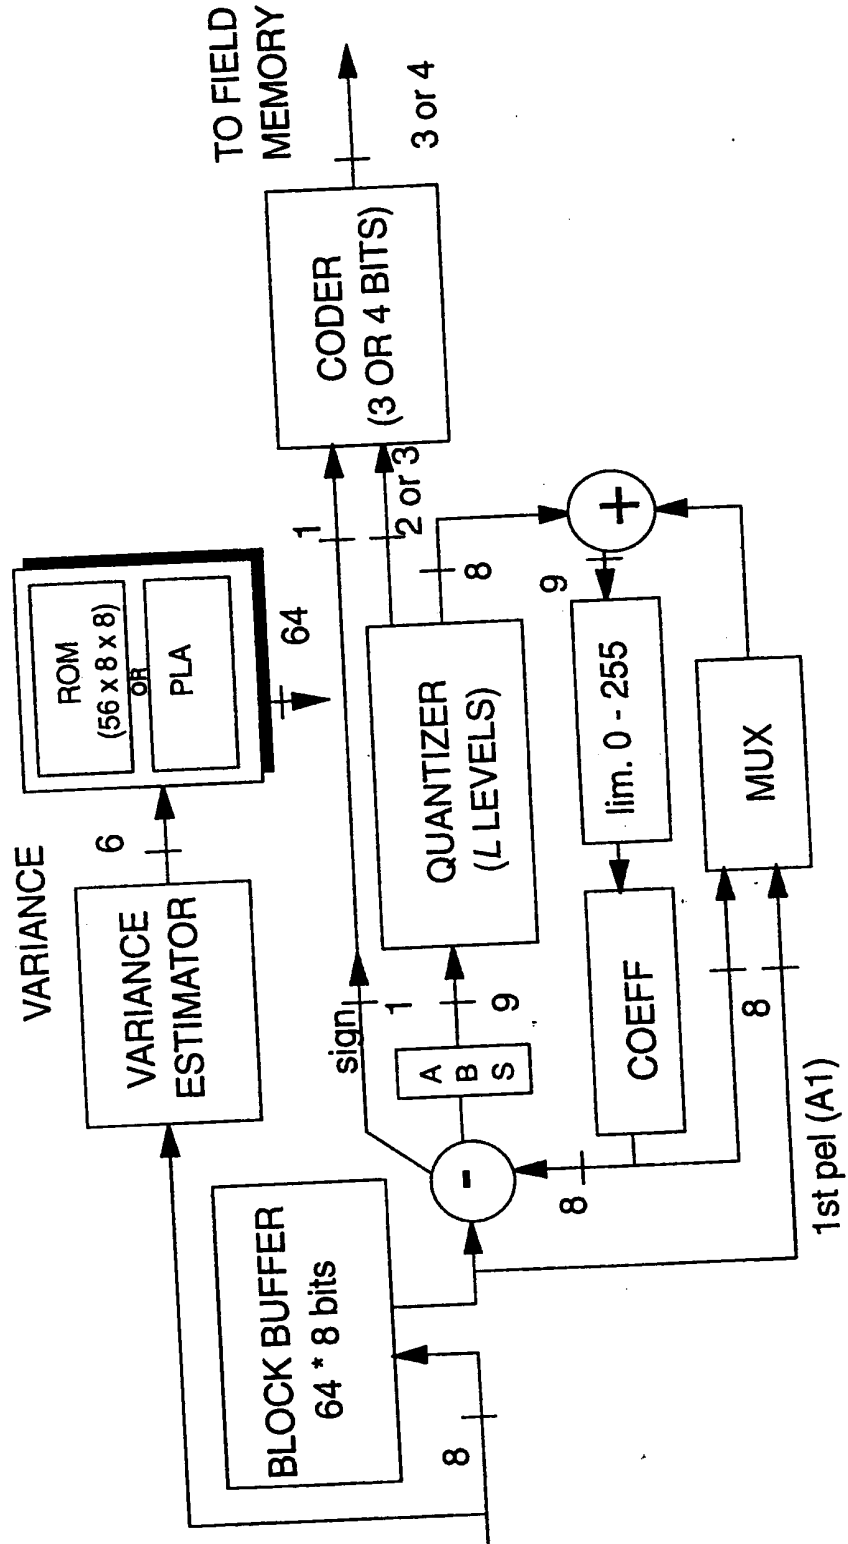 VARIANCE
VARIANCE
ESTIMATOR
6
ROM
(56 x 8 x 8)
OR
PLA
64
TO FIELD
MEMORY
BLOCK BUFFER
64 * 8 bits
8
sign
1
1
A
B
S
9
-
QUANTIZER
(L LEVELS)
2 or 3
CODER
(3 OR 4 BITS)
3 or 4
8
+
9
lim. 0 - 255
COEFF
8
8
MUX
1st pel (A1)